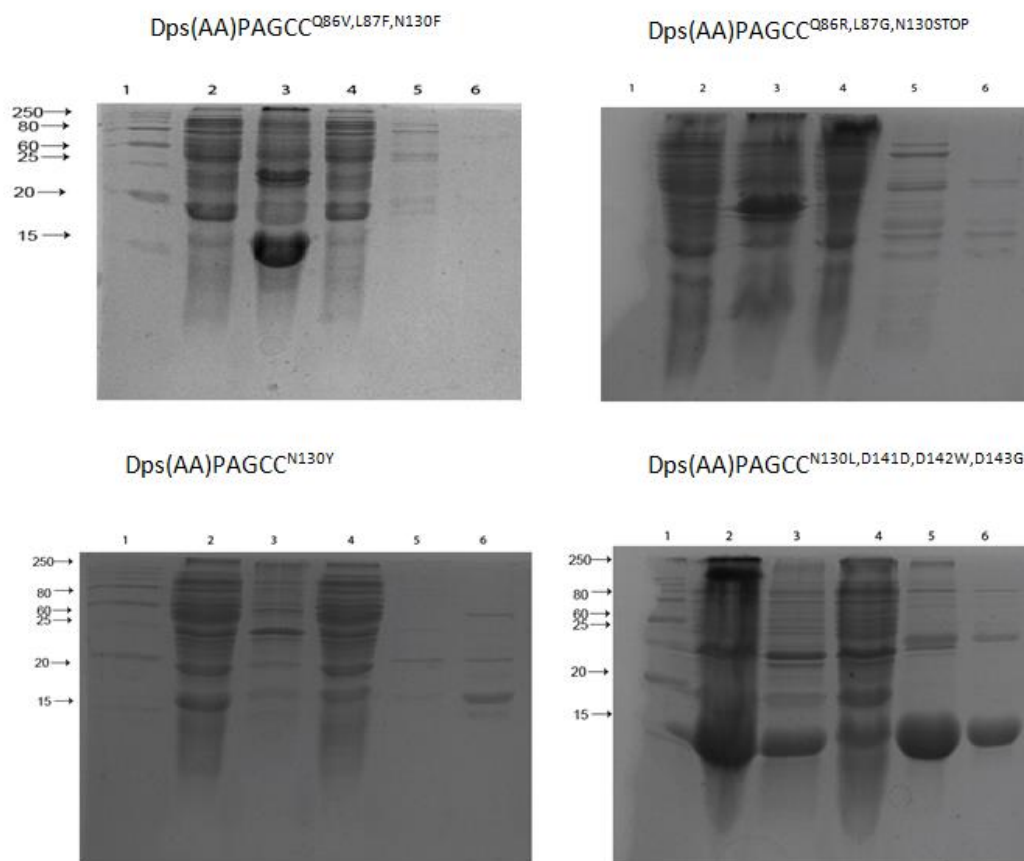 Dps(AA)PAGCC^Q86V,L87F,N130F
1 2 3 4 5 6
250
80
60
25
20
15
Dps(AA)PAGCC^Q86R,L87G,N130STOP
1 2 3 4 5 6
Dps(AA)PAGCC^N130Y
1 2 3 4 5 6
250
80
60
25
20
15
Dps(AA)PAGCC^N130L,D141D,D142W,D143G
1 2 3 4 5 6
250
80
60
25
20
15